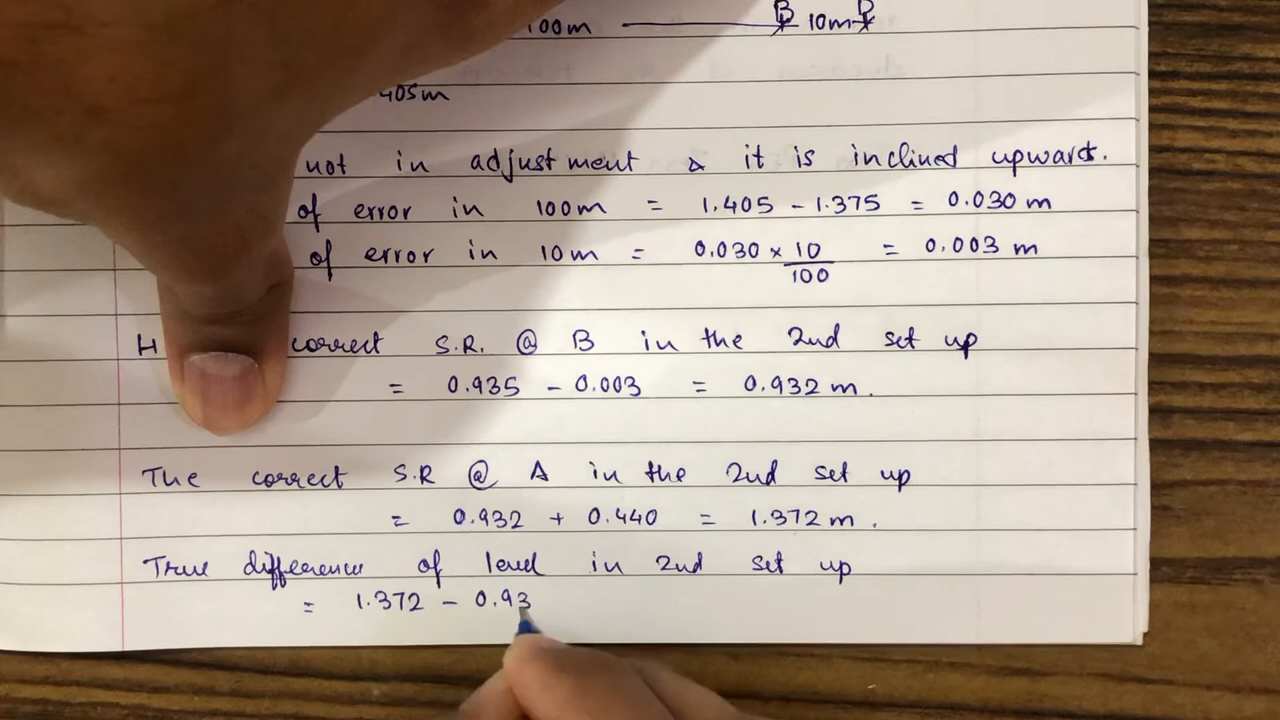 100m B 10m P
405m
not in adjustment & it is inclined upwards.
of error in 100m = 1.405 - 1.375 = 0.030 m
of error in 10m = 0.030 x 10/100 = 0.003 m
H correct S.R. @ B in the 2nd set up
= 0.935 - 0.003 = 0.932 m.
The correct S.R @ A in the 2nd set up
= 0.932 + 0.440 = 1.372 m.
True difference of level in 2nd set up
= 1.372 - 0.93